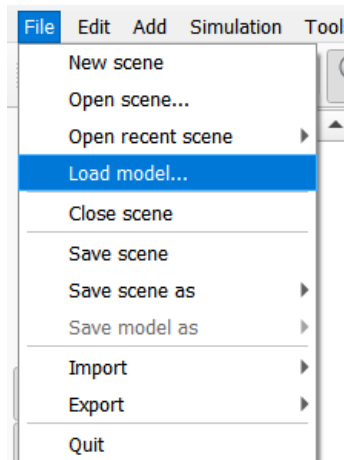 File Edit Add Simulation Tool
New scene
Open scene...
Open recent scene
Load model...
Close scene
Save scene
Save scene as
Save model as
Import
Export
Quit